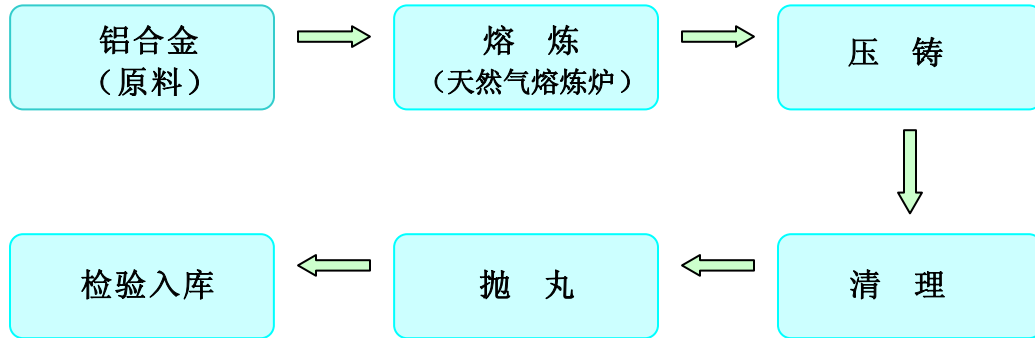 铝合金
（原料）
熔 炼
（天然气熔炼炉）
压 铸
清 理
抛 丸
检验入库